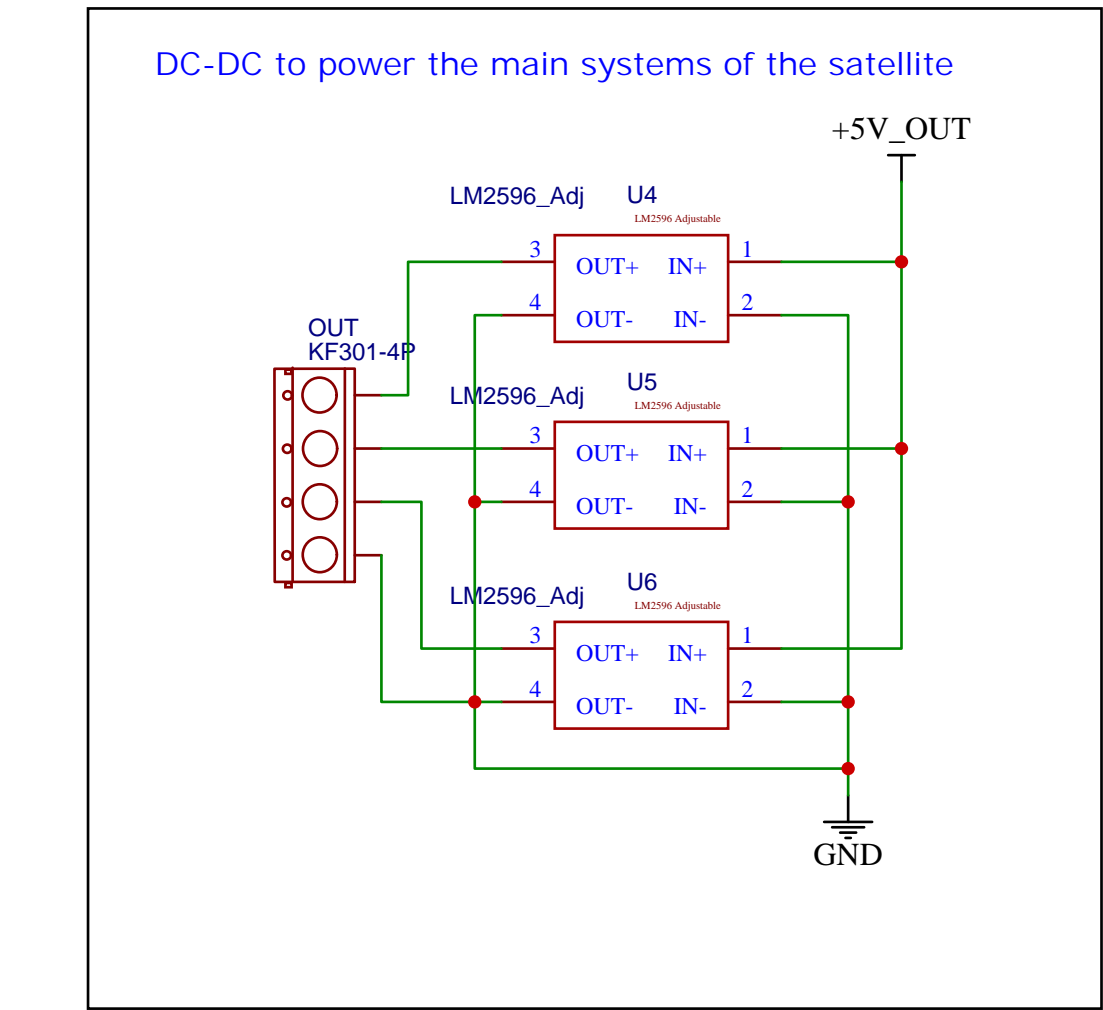 DC-DC to power the main systems of the satellite
+5V_OUT
LM2596_Adj U4
LM2596 Adjustable
3 OUT+ IN+ 1
4 OUT- IN- 2
OUT
KF301-4P
LM2596_Adj U5
LM2596 Adjustable
3 OUT+ IN+ 1
4 OUT- IN- 2
LM2596_Adj U6
LM2596 Adjustable
3 OUT+ IN+ 1
4 OUT- IN- 2
GND